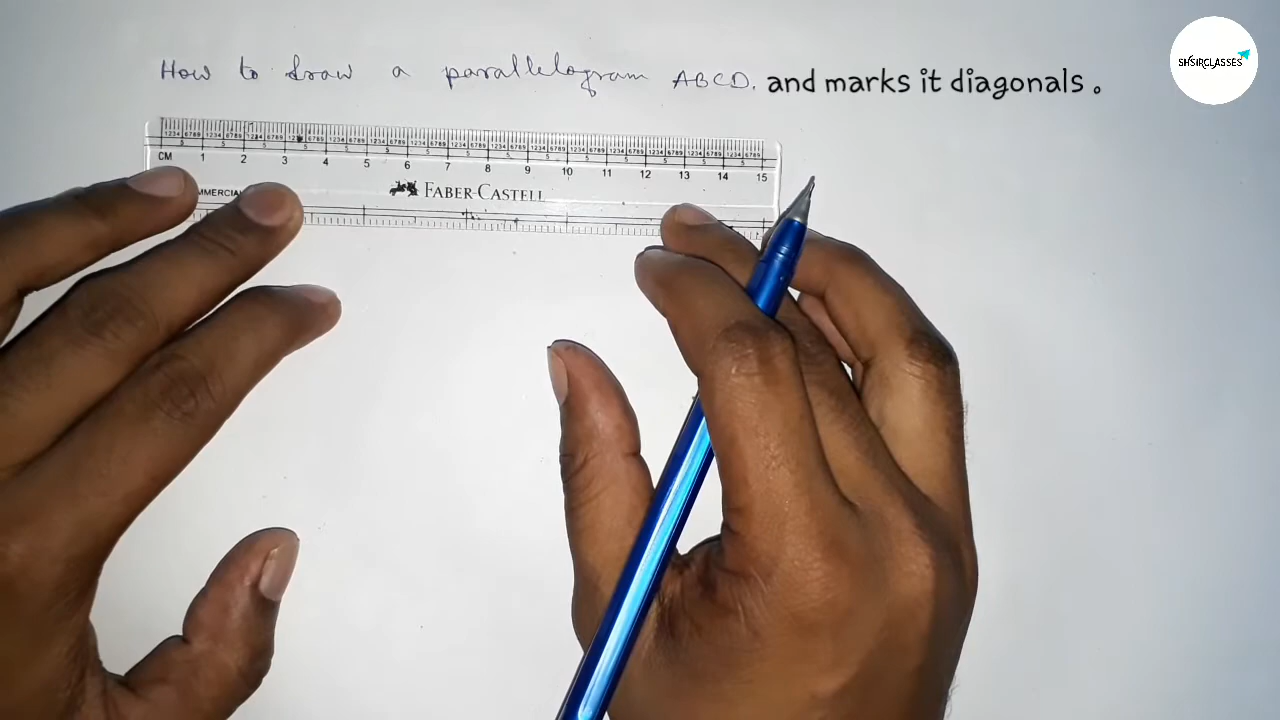 How to draw a parallelogram ABCD. and marks it diagonals.
SHSIRCLASSES
CM 1 2 3 4 5 6 7 8 9 10 11 12 13 14 15
MMERCIAL FABER-CASTELL